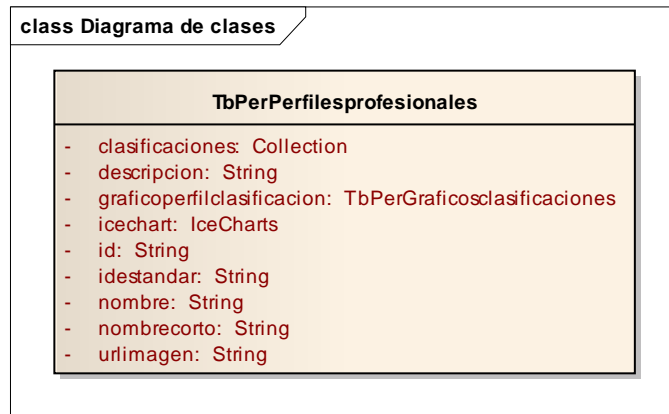 class Diagrama de clases
TbPerPerfilesprofesionales
- clasificaciones: Collection
- descripcion: String
- graficoperfilclasificacion: TbPerGraficosclasificaciones
- icechart: IceCharts
- id: String
- idestandar: String
- nombre: String
- nombrecorto: String
- urlimagen: String